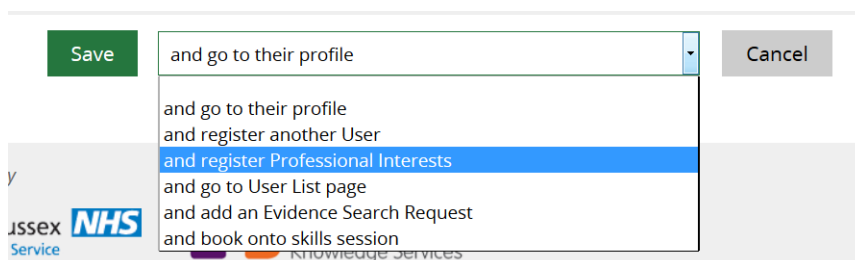 Save
and go to their profile
Cancel
and go to their profile
and register another User
and register Professional Interests
and go to User List page
and add an Evidence Search Request
and book onto skills session
y
ussex NHS
Service
Knowledge Services